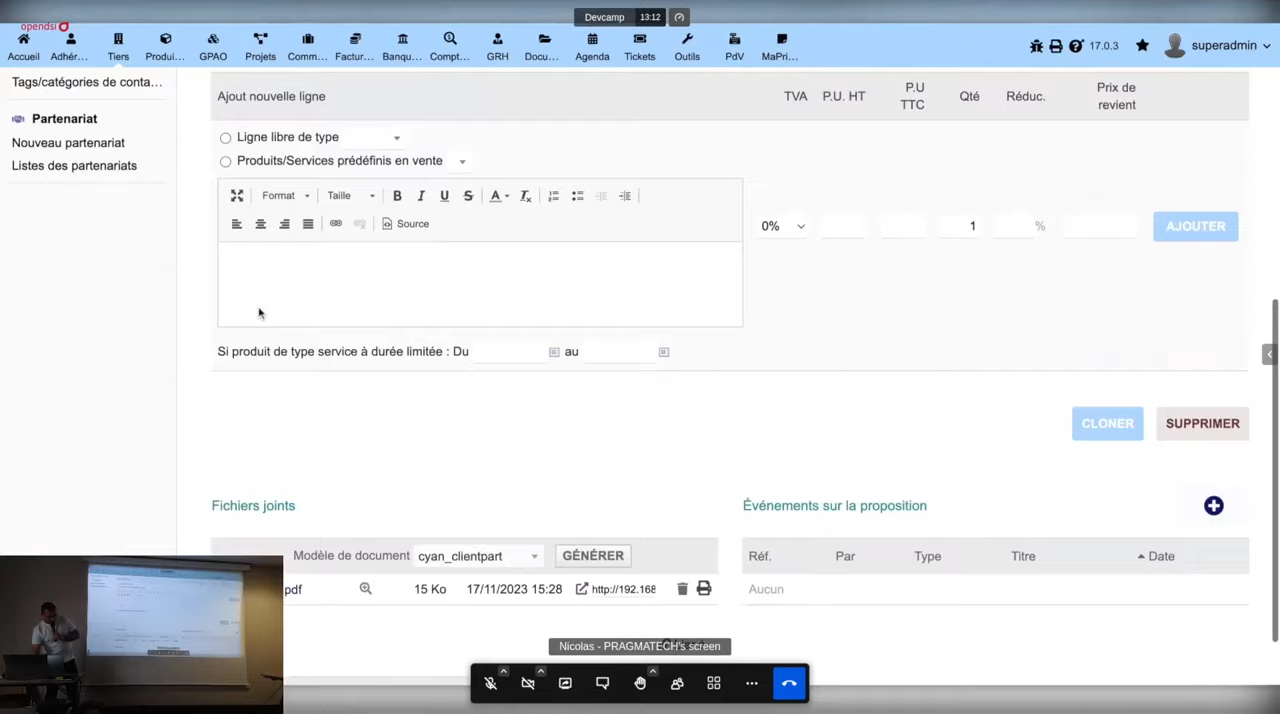 Devcamp 13:12
opendsi
Accueil Adhér... Tiers Produi... GPAO Projets Comm... Factur... Banqu... Compt... GRH Docu... Agenda Tickets Outils PdV MaPri... 17.0.3 superadmin
Tags/catégories de conta...
Partenariat
Nouveau partenariat
Listes des partenariats
Ajout nouvelle ligne TVA P.U. HT P.U TTC Qté Réduc. Prix de revient
Ligne libre de type
Produits/Services prédéfinis en vente
Format Taille B I U S A Tx
Source
0% 1 % AJOUTER
Si produit de type service à durée limitée : Du au
CLONER SUPPRIMER
Fichiers joints Événements sur la proposition
Modèle de document cyan_clientpart GÉNÉRER Réf. Par Type Titre Date
pdf 15 Ko 17/11/2023 15:28 http://192.168 Aucun
Nicolas - PRAGMATECH's screen